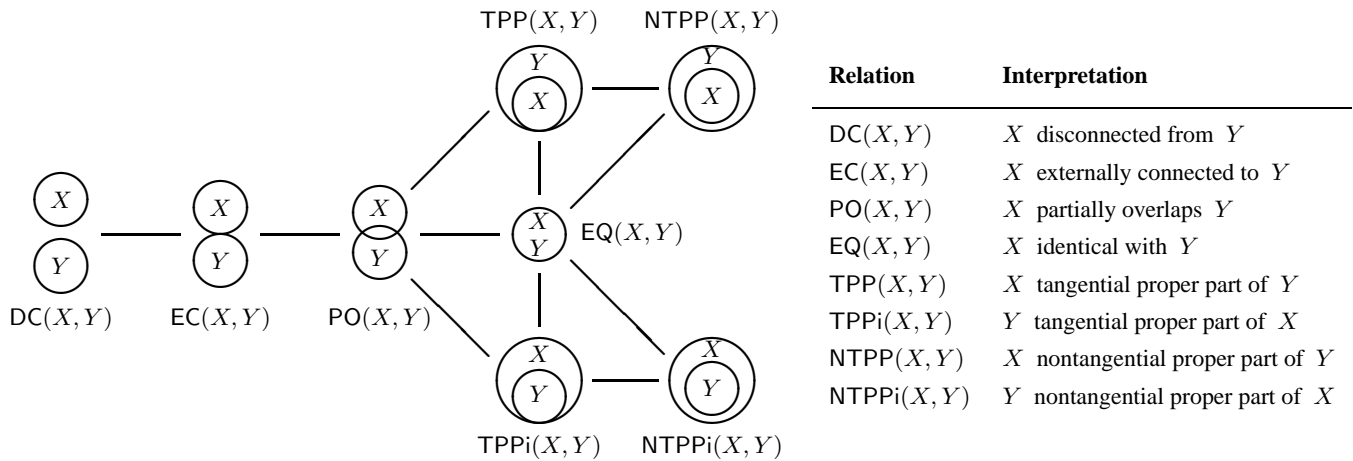 TPP(X, Y) NTPP(X, Y)
Y Y
X X
X X X X
Y Y Y Y
EQ(X, Y)
DC(X, Y) EC(X, Y) PO(X, Y)
X X
Y Y
TPPi(X, Y) NTPPi(X, Y)
Relation Interpretation
DC(X, Y) X disconnected from Y
EC(X, Y) X externally connected to Y
PO(X, Y) X partially overlaps Y
EQ(X, Y) X identical with Y
TPP(X, Y) X tangential proper part of Y
TPPi(X, Y) Y tangential proper part of X
NTPP(X, Y) X nontangential proper part of Y
NTPPi(X, Y) Y nontangential proper part of X